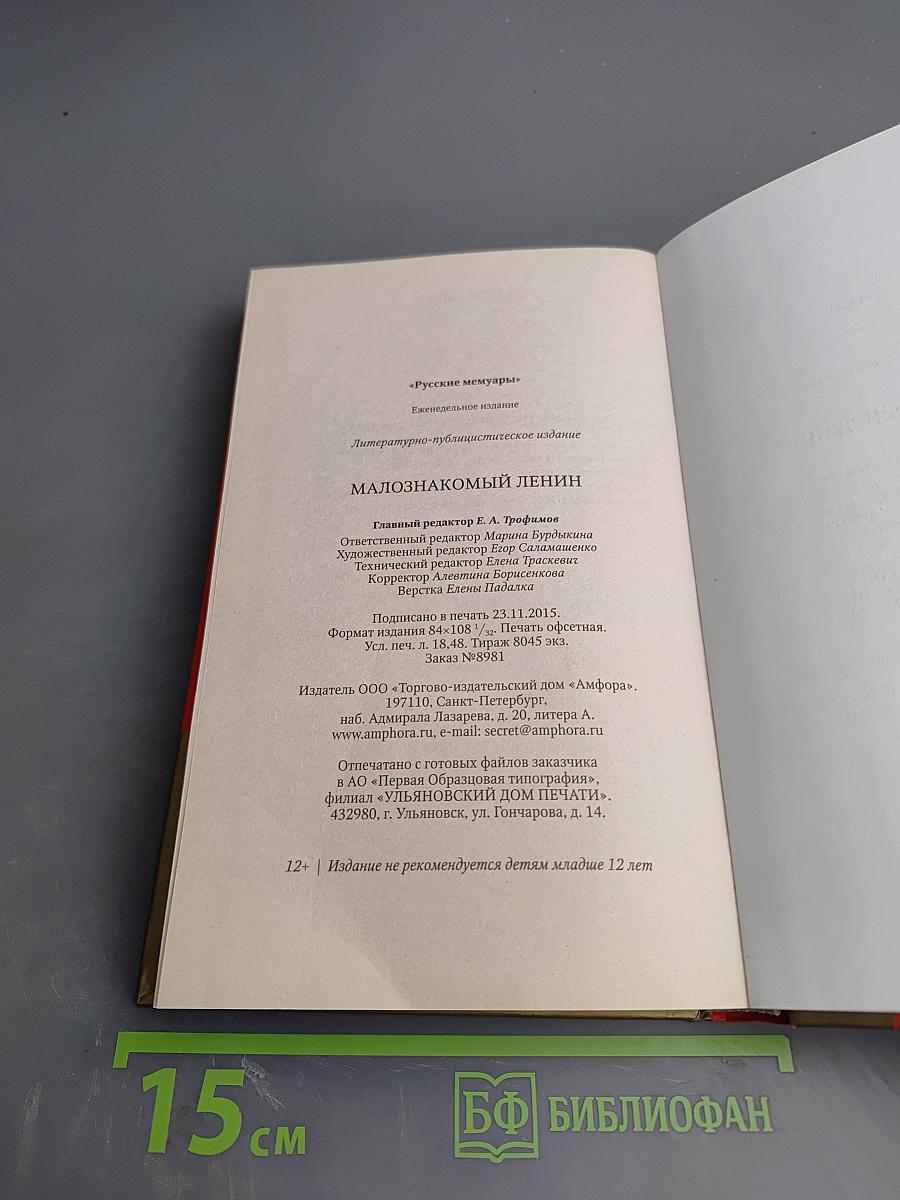 «Русские мемуары»
Еженедельное издание
Литературно-публицистическое издание
МАЛОЗНАКОМЫЙ ЛЕНИН
Главный редактор Е. А. Трофимов
Ответственный редактор Марина Бурдыкина
Художественный редактор Егор Саламашенко
Технический редактор Елена Траскевич
Корректор Алевтина Борисенкова
Верстка Елены Падалка
Подписано в печать 23.11.2015.
Формат издания 84×108 1/32. Печать офсетная.
Усл. печ. л. 18,48. Тираж 8045 экз.
Заказ №8981
Издатель ООО «Торгово-издательский дом «Амфора».
197110, Санкт-Петербург,
наб. Адмирала Лазарева, д. 20, литера А.
www.amphora.ru, e-mail: secret@amphora.ru
Отпечатано с готовых файлов заказчика
в АО «Первая Образцовая типография»,
филиал «УЛЬЯНОВСКИЙ ДОМ ПЕЧАТИ».
432980, г. Ульяновск, ул. Гончарова, д. 14.
12+ | Издание не рекомендуется детям младше 12 лет
15 см
БФ БИБЛИОФАН